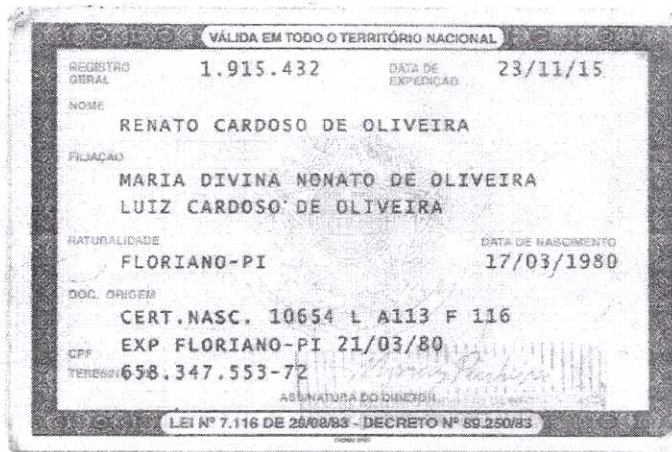 VÁLIDA EM TODO O TERRITÓRIO NACIONAL
REGISTRO GERAL 1.915.432 DATA DE EXPEDIÇÃO 23/11/15
NOME
RENATO CARDOSO DE OLIVEIRA
FILIAÇÃO
MARIA DIVINA NONATO DE OLIVEIRA
LUIZ CARDOSO DE OLIVEIRA
NATURALIDADE DATA DE NASCIMENTO
FLORIANO-PI 17/03/1980
DOC. ORIGEM
CERT.NASC. 10654 L A113 F 116
EXP FLORIANO-PI 21/03/80
CPF
658.347.553-72
ASSINATURA DO DIRETOR
LEI Nº 7.116 DE 29/08/83 - DECRETO Nº 89.250/83